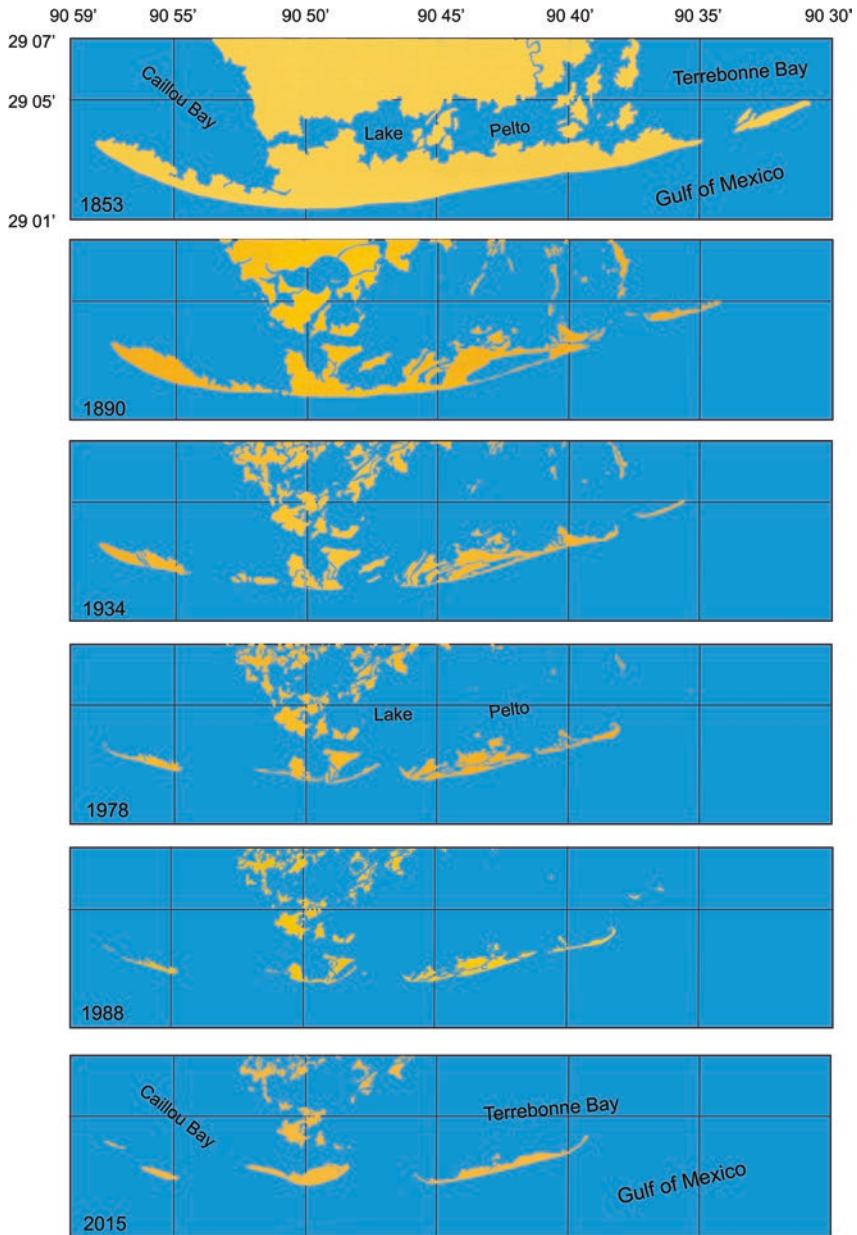 90 59' 90 55' 90 50' 90 45' 90 40' 90 35' 90 30'
29 07'
Caillou Bay
Terrebonne Bay
29 05'
Lake Pelto
Gulf of Mexico
1853
29 01'
1890
1934
Lake Pelto
1978
1988
Caillou Bay
Terrebonne Bay
Gulf of Mexico
2015